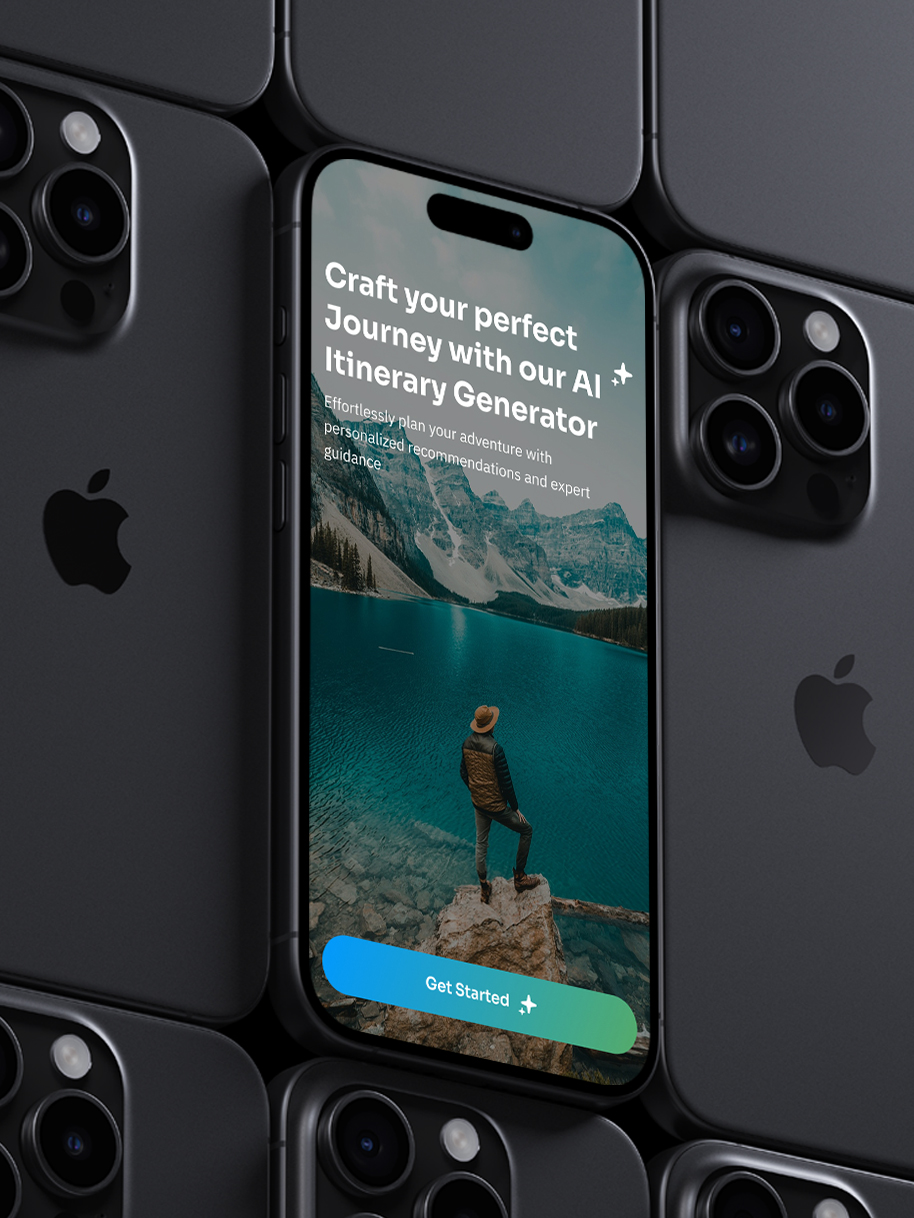 Craft your perfect
Journey with our AI
Itinerary Generator
Effortlessly plan your adventure with
personalized recommendations and expert
guidance
Get Started